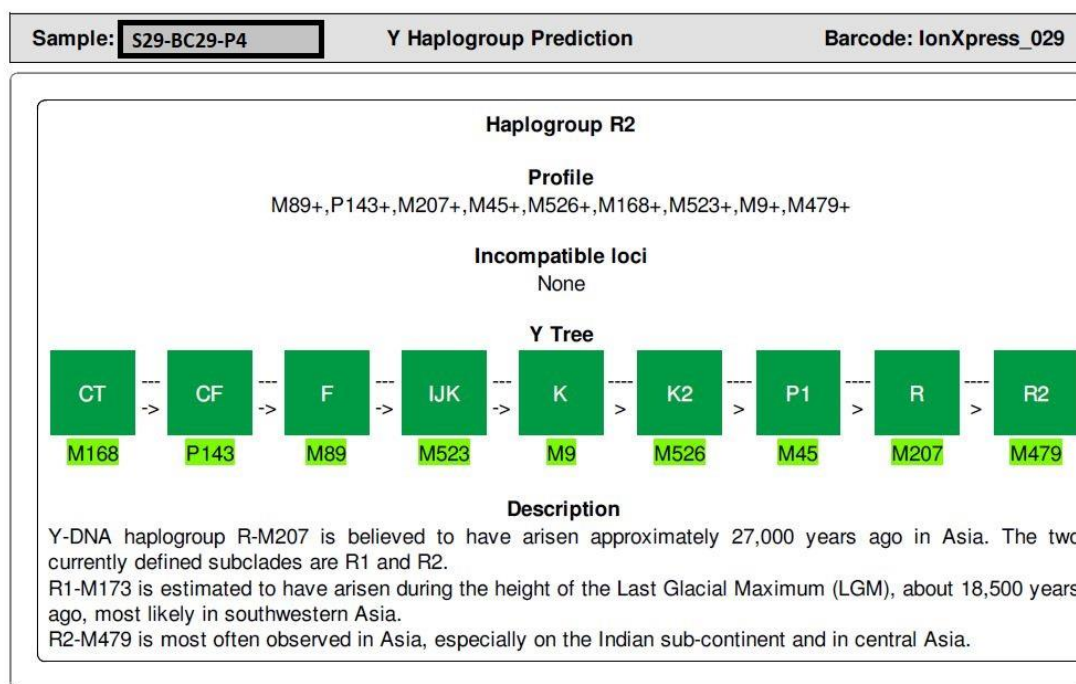 Sample: S29-BC29-P4 Y Haplogroup Prediction Barcode: IonXpress_029
Haplogroup R2
Profile
M89+,P143+,M207+,M45+,M526+,M168+,M523+,M9+,M479+
Incompatible loci
None
Y Tree
CT --- -> CF --- -> F --- -> IJK --- -> K ---- > K2 ---- > P1 ---- > R ---- > R2
M168 P143 M89 M523 M9 M526 M45 M207 M479
Description
Y-DNA haplogroup R-M207 is believed to have arisen approximately 27,000 years ago in Asia. The two
currently defined subclades are R1 and R2.
R1-M173 is estimated to have arisen during the height of the Last Glacial Maximum (LGM), about 18,500 years
ago, most likely in southwestern Asia.
R2-M479 is most often observed in Asia, especially on the Indian sub-continent and in central Asia.